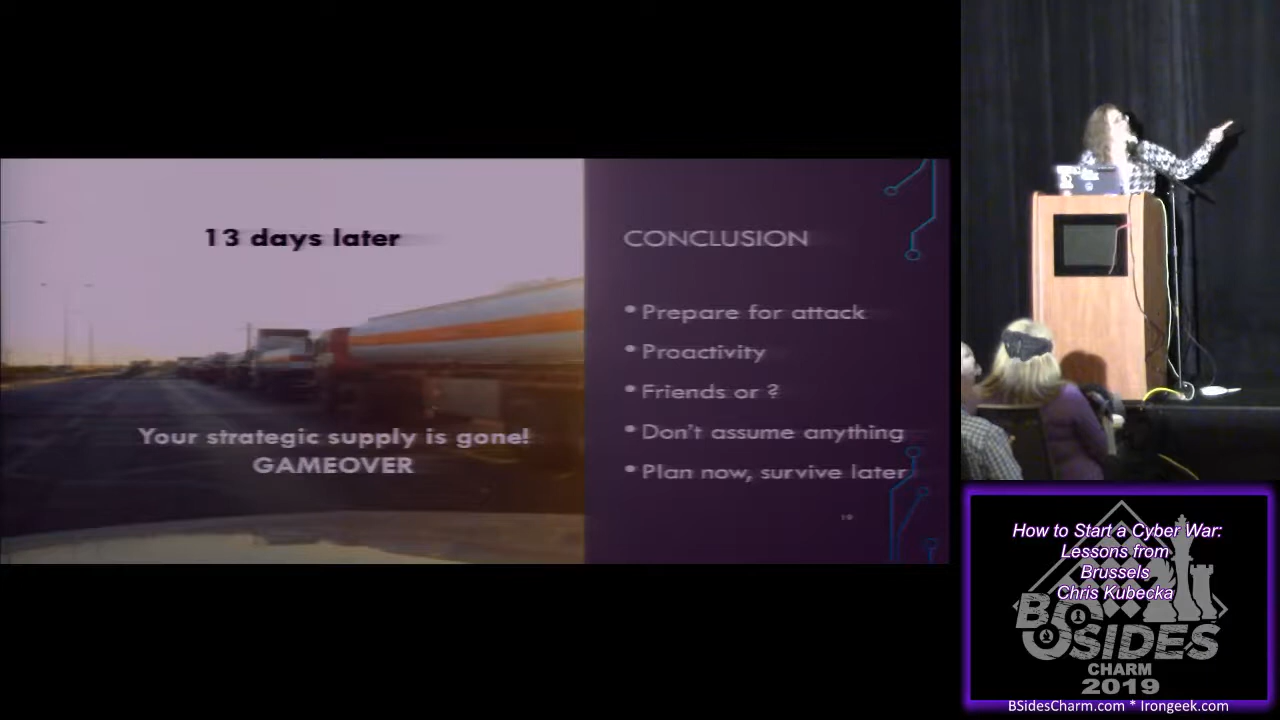 13 days later
Your strategic supply is gone!
GAMEOVER
CONCLUSION
• Prepare for attack
• Proactivity
• Friends or ?
• Don't assume anything
• Plan now, survive later
19
How to Start a Cyber War:
Lessons from
Brussels
Chris Kubecka
BSIDES
CHARM
2019
BSidesCharm.com * Irongeek.com